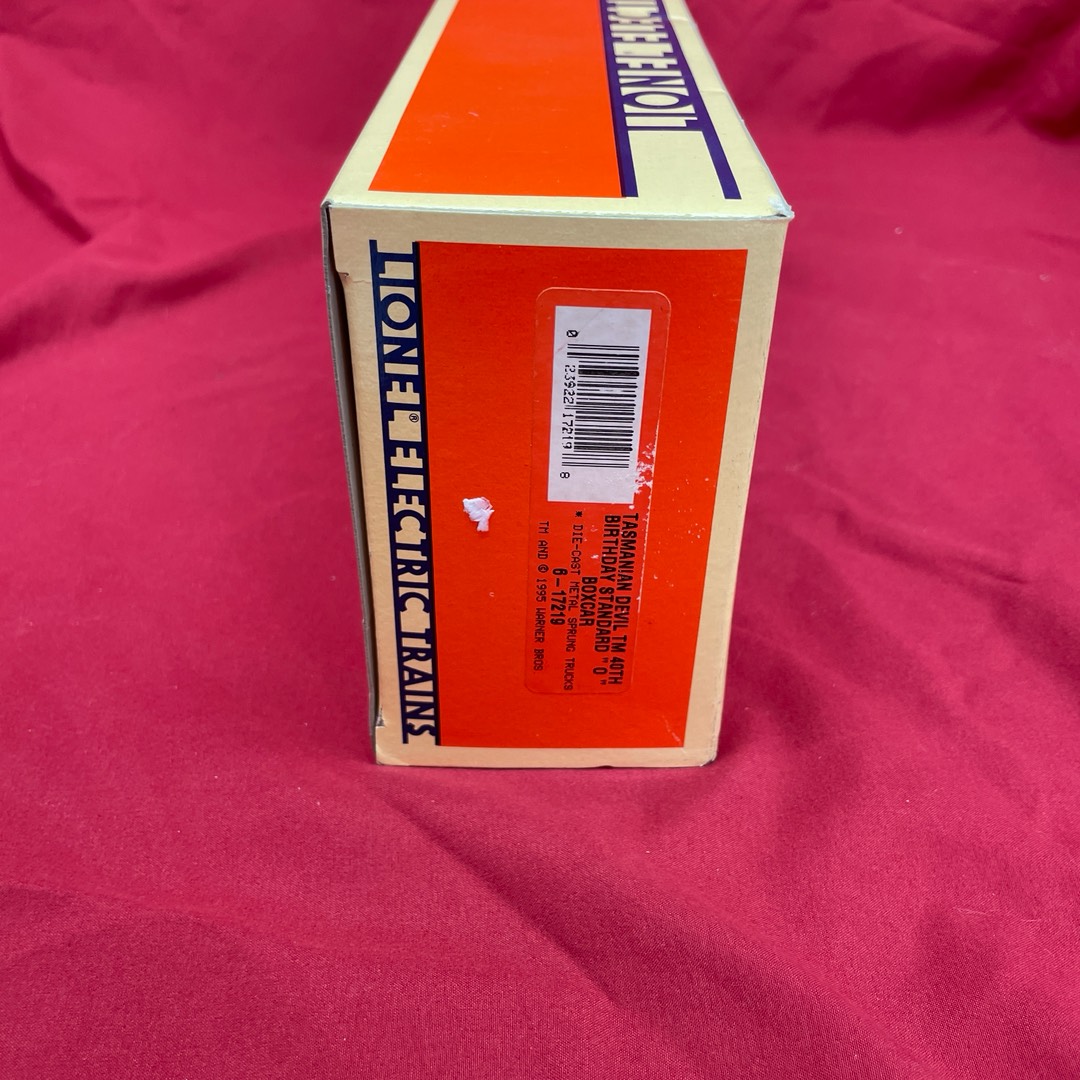 LIONEL
LIONEL® ELECTRIC TRAINS
0 23922 17219 8
TASMANIAN DEVIL TM 40TH
BIRTHDAY STANDARD "O"
BOXCAR
* DIE-CAST METAL SPRUNG TRUCKS
6-17219
TM AND © 1995 WARNER BROS